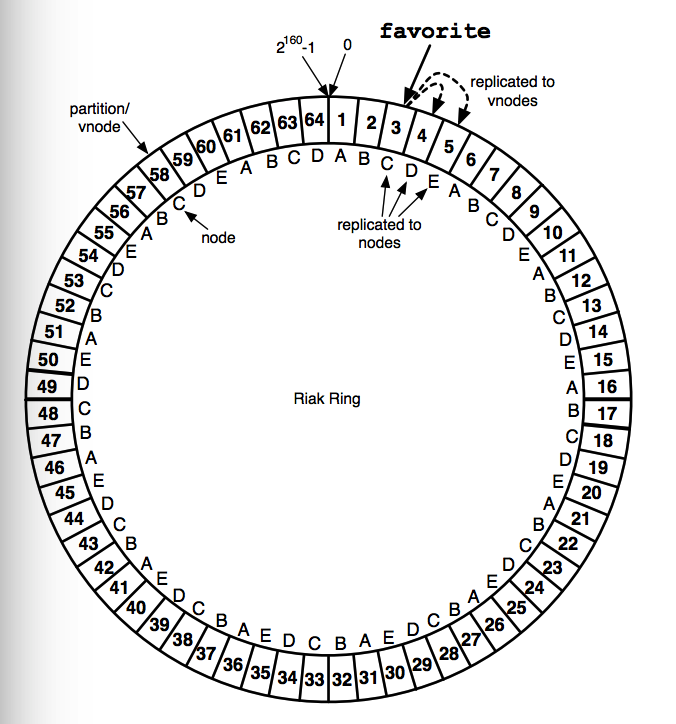 favorite
2^160-1
0
replicated to
vnodes
partition/
vnode
1 2 3 4 5 6 7 8 9 10 11 12 13 14 15 16 17 18 19 20 21 22 23 24 25 26 27 28 29 30 31 32 33 34 35 36 37 38 39 40 41 42 43 44 45 46 47 48 49 50 51 52 53 54 55 56 57 58 59 60 61 62 63 64
A B C D E A B C D E A B C D E A B C D E A B C D E A B C D E A B C D E A B C D E A B C D E A B C D E A B C D E A B C D E A B C D
node
replicated to
nodes
Riak Ring